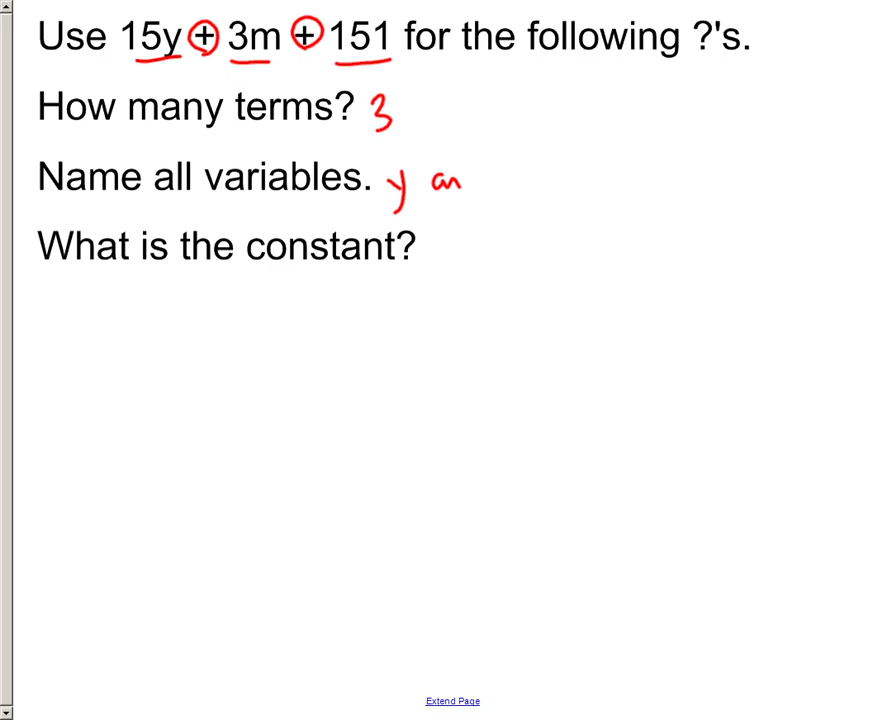 Use 15y + 3m + 151 for the following ?'s.
How many terms? 3
Name all variables. y an
What is the constant?
Extend Page